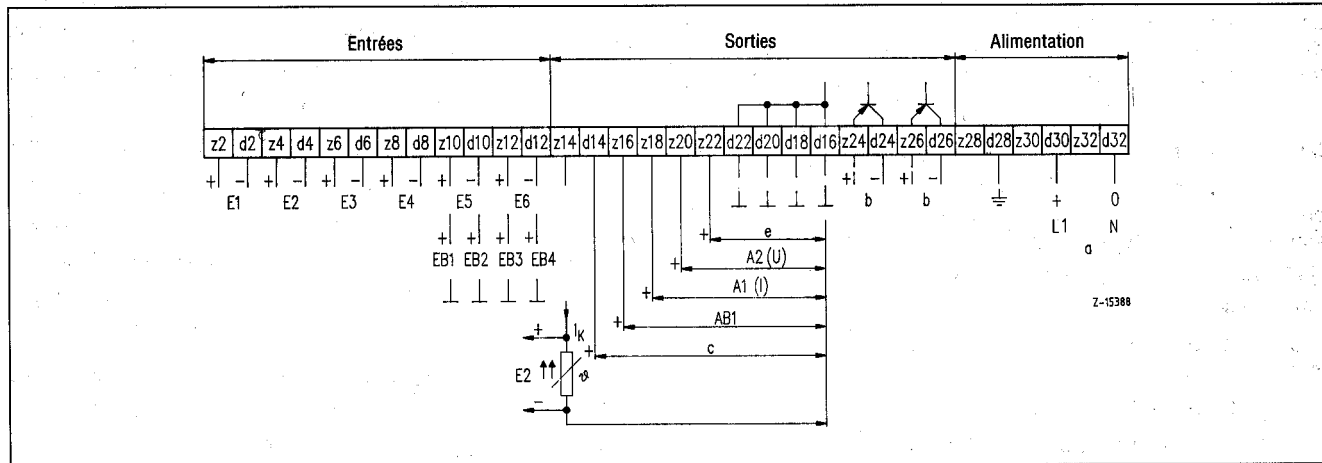 Entrées Sorties Alimentation
z2 d2 z4 d4 z6 d6 z8 d8 z10 d10 z12 d12 z14 d14 z16 z18 z20 z22 d22 d20 d18 d16 z24 d24 z26 d26 z28 d28 z30 d30 z32 d32
+ − + − + − + − + − + − + − + − + 0
E1 E2 E3 E4 E5 E6 b b L1 N
a
+ + + +
EB1 EB2 EB3 EB4
+ e
+ A2 (U)
+ A1 (I)
+ AB1
+ c
Z-15388
+ IK
E2 ϑ
−